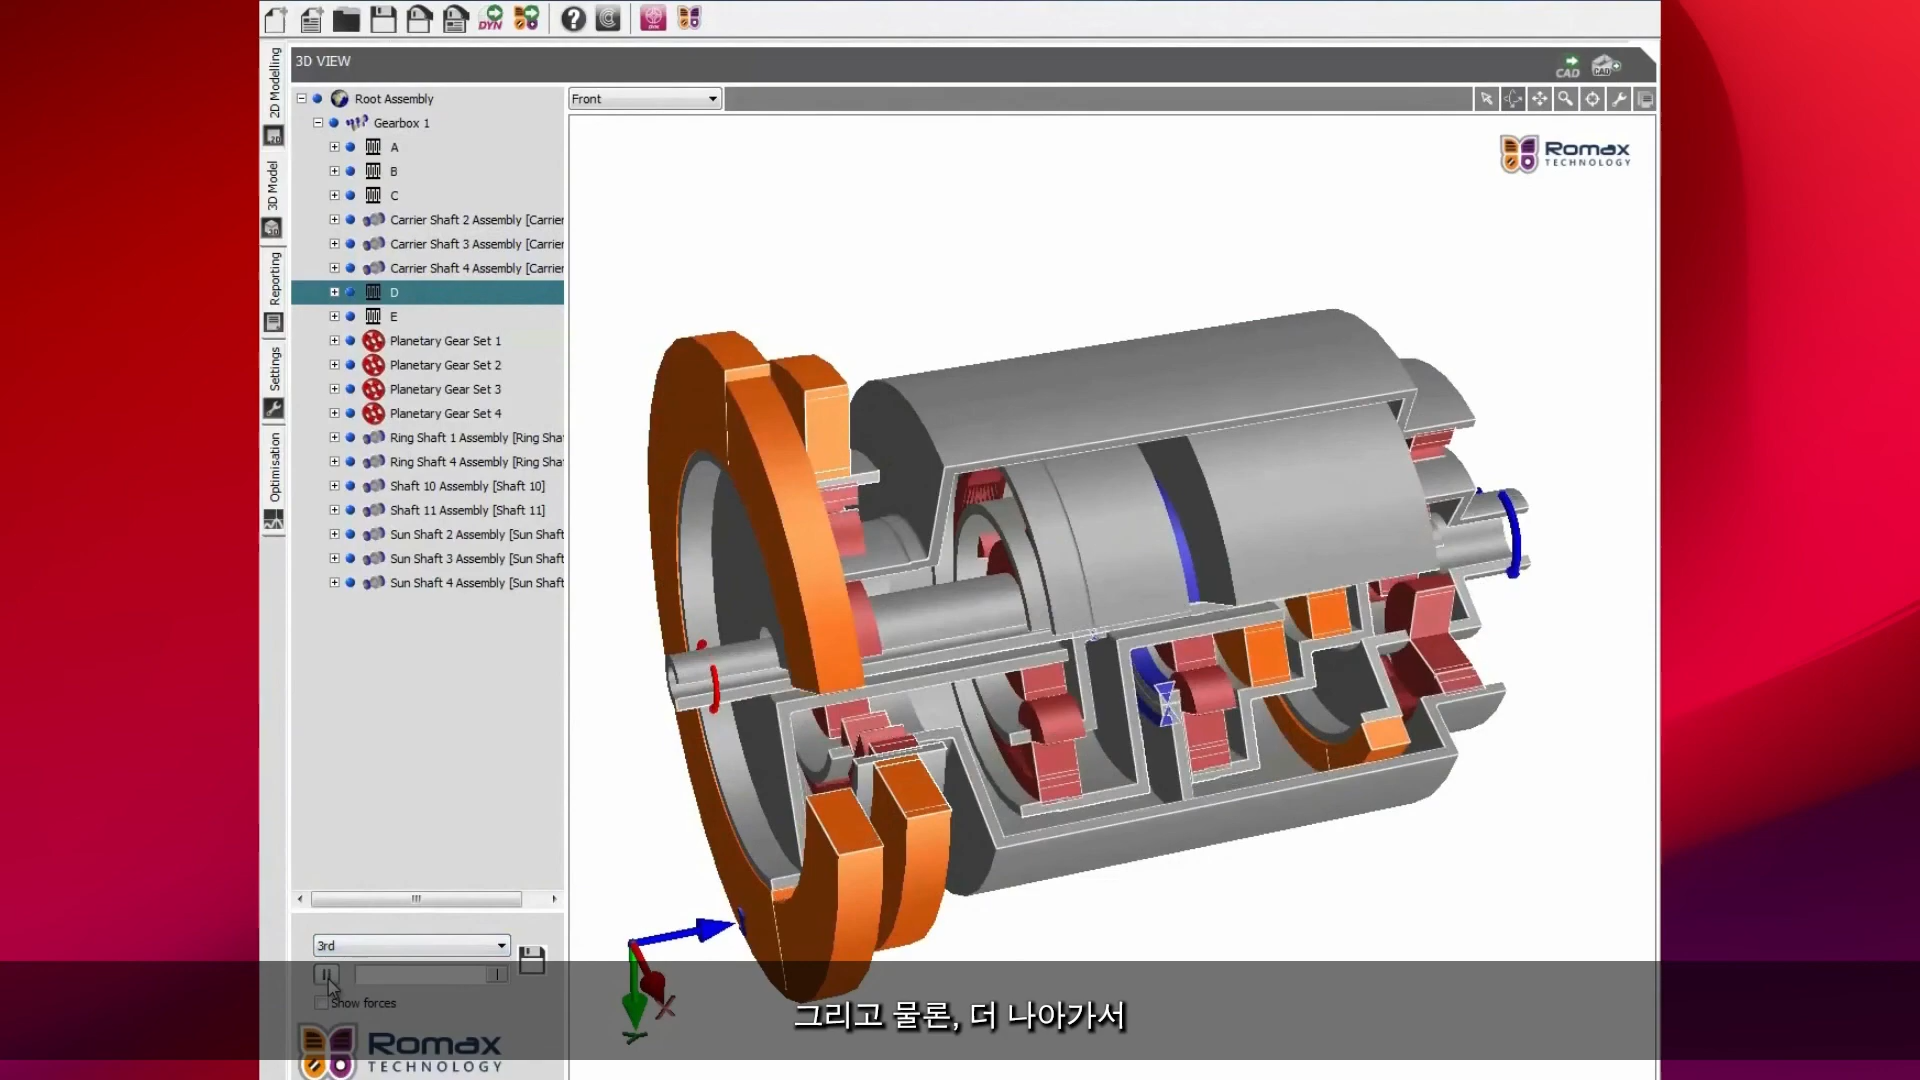 DYN
3D VIEW
CAD
CAD
2D Modelling
2D
3D Model
3D
Reporting
Settings
Optimisation
Root Assembly
Gearbox 1
A
B
C
Carrier Shaft 2 Assembly [Carrier
Carrier Shaft 3 Assembly [Carrier
Carrier Shaft 4 Assembly [Carrier
D
E
Planetary Gear Set 1
Planetary Gear Set 2
Planetary Gear Set 3
Planetary Gear Set 4
Ring Shaft 1 Assembly [Ring Sha
Ring Shaft 4 Assembly [Ring Sha
Shaft 10 Assembly [Shaft 10]
Shaft 11 Assembly [Shaft 11]
Sun Shaft 2 Assembly [Sun Shaft
Sun Shaft 3 Assembly [Sun Shaft
Sun Shaft 4 Assembly [Sun Shaft
Front
Romax
TECHNOLOGY
3rd
Show forces
X
Y
Romax
TECHNOLOGY
그리고 물론, 더 나아가서